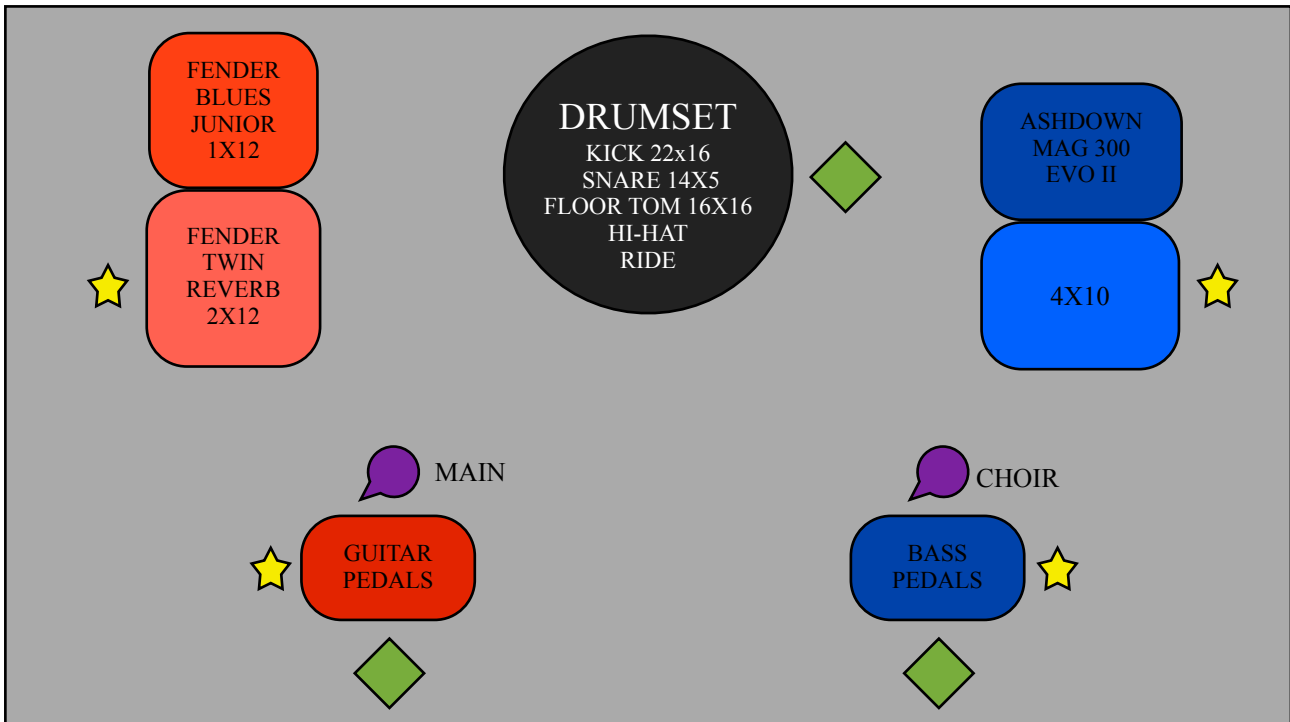 FENDER
BLUES
JUNIOR
1X12
FENDER
TWIN
REVERB
2X12
DRUMSET
KICK 22x16
SNARE 14X5
FLOOR TOM 16X16
HI-HAT
RIDE
ASHDOWN
MAG 300
EVO II
4X10
MAIN
CHOIR
GUITAR
PEDALS
BASS
PEDALS